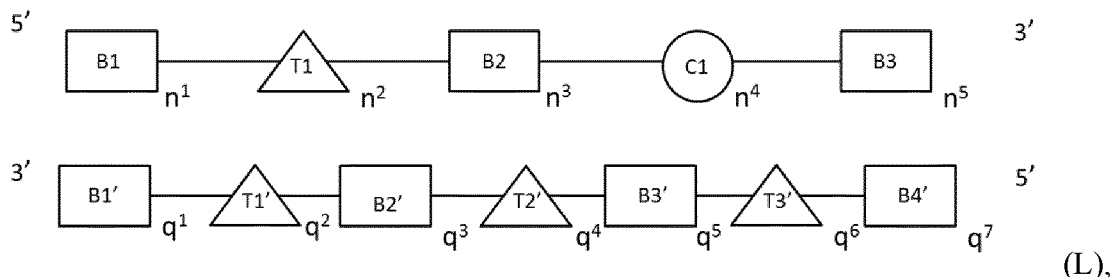 5′ B1 T1 B2 C1 B3 3′
n¹ n² n³ n⁴ n⁵
3′ B1′ T1′ B2′ T2′ B3′ T3′ B4′ 5′
q¹ q² q³ q⁴ q⁵ q⁶ q⁷
(L),